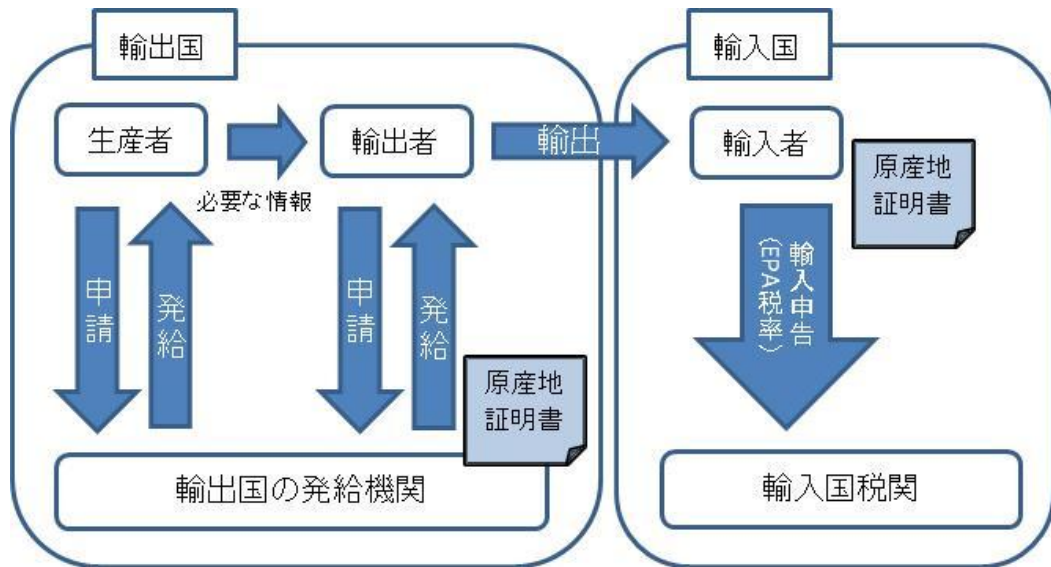 輸出国
輸入国
生産者
輸出者
輸出
輸入者
原産地
証明書
必要な情報
申請
発給
申請
発給
輸入申告
(EPA税率)
原産地
証明書
輸出国の発給機関
輸入国税関